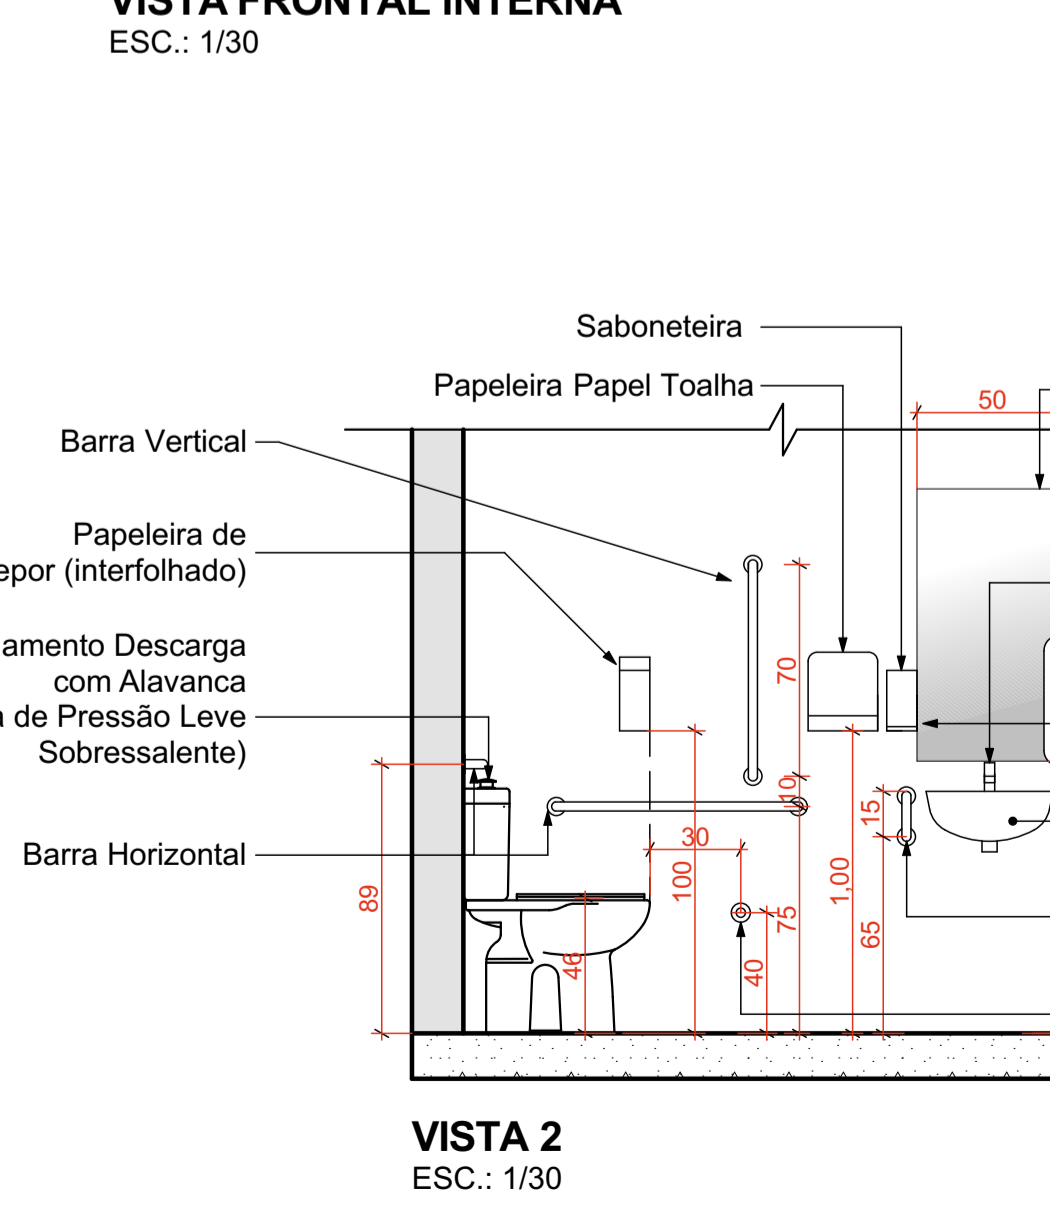 VISTA FRONTAL INTERNA
ESC.: 1/30
Saboneteira
Papeleira Papel Toalha
50
Barra Vertical
Papeleira de
epor (interfolhado)
amento Descarga
com Alavanca
a de Pressão Leve
Sobressalente)
70
10
15
30
Barra Horizontal
89
100
1,00
75
65
46
40
VISTA 2
ESC.: 1/30